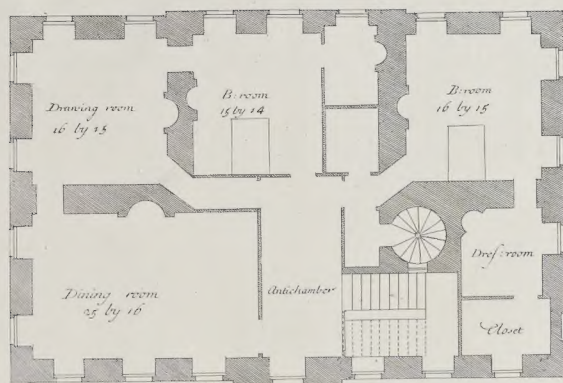 Drawing room
16 by 15
B: room
15 by 14
B: room
16 by 15
Dining room
25 by 16
Antichamber
Dreſs: room
Closet